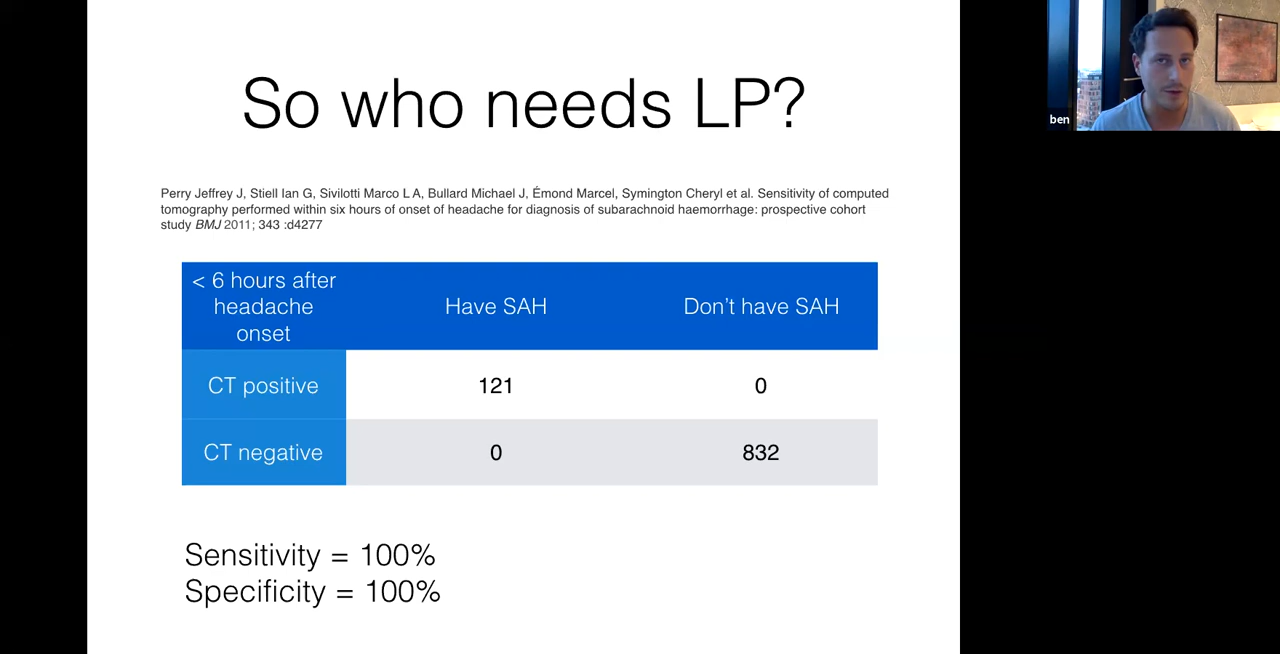 So who needs LP?
Perry Jeffrey J, Stiell Ian G, Sivilotti Marco L A, Bullard Michael J, Émond Marcel, Symington Cheryl et al. Sensitivity of computed
tomography performed within six hours of onset of headache for diagnosis of subarachnoid haemorrhage: prospective cohort
study BMJ 2011; 343 :d4277
< 6 hours after
headache
onset
Have SAH
Don't have SAH
CT positive
121
0
CT negative
0
832
Sensitivity = 100%
Specificity = 100%
ben